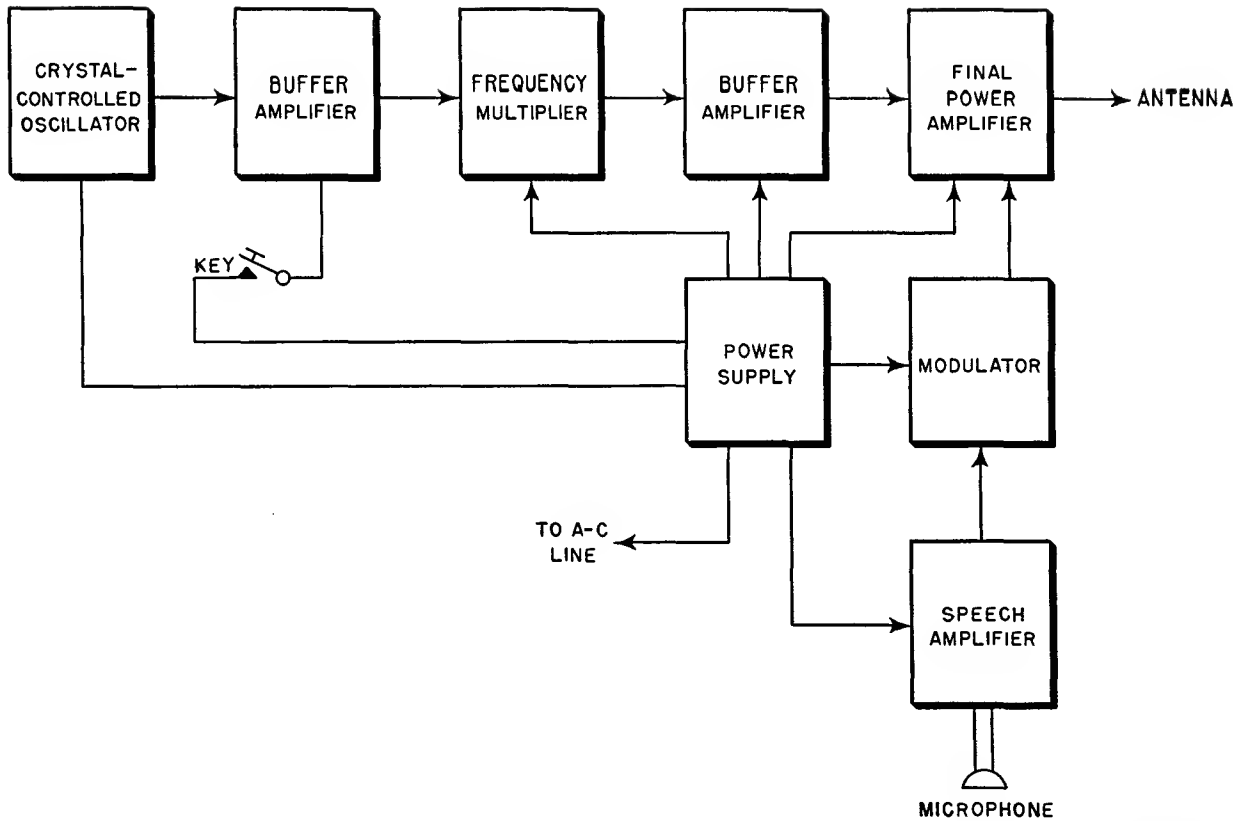 CRYSTAL-
CONTROLLED
OSCILLATOR
BUFFER
AMPLIFIER
FREQUENCY
MULTIPLIER
BUFFER
AMPLIFIER
FINAL
POWER
AMPLIFIER
ANTENNA
KEY
POWER
SUPPLY
MODULATOR
TO A-C
LINE
SPEECH
AMPLIFIER
MICROPHONE